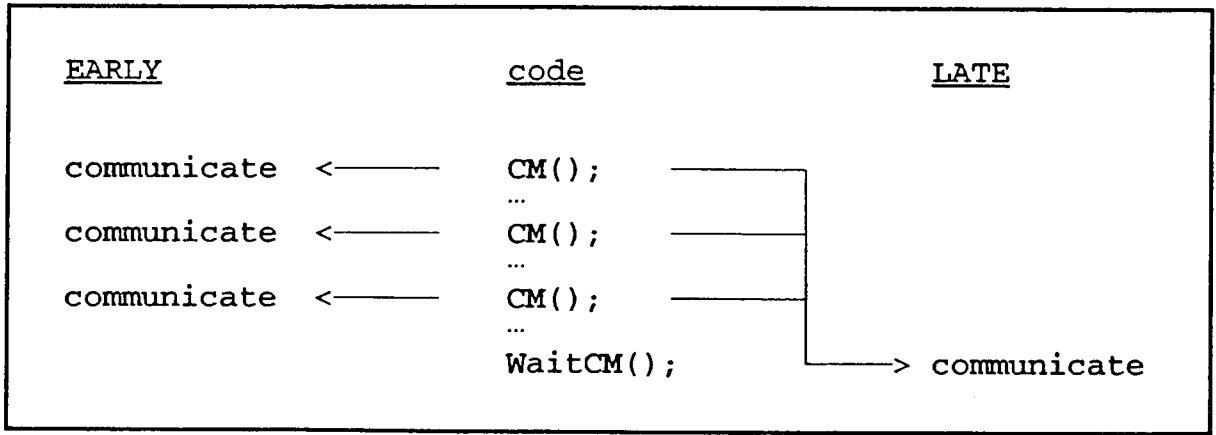 EARLY code LATE
communicate <—— CM(); ——
...
communicate <—— CM(); ——
...
communicate <—— CM(); ——
...
WaitCM(); ——> communicate